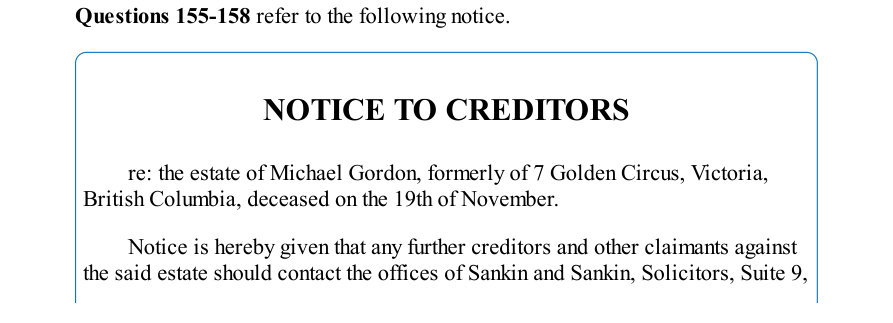 Questions 155-158 refer to the following notice.
NOTICE TO CREDITORS
re: the estate of Michael Gordon, formerly of 7 Golden Circus, Victoria,
British Columbia, deceased on the 19th of November.
Notice is hereby given that any further creditors and other claimants against
the said estate should contact the offices of Sankin and Sankin, Solicitors, Suite 9,